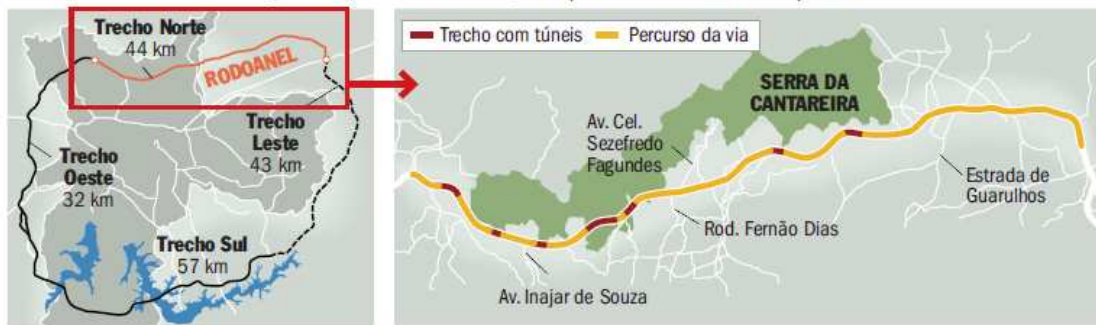 Trecho Norte
44 km
RODOANEL
Trecho
Leste
43 km
Trecho
Oeste
32 km
Trecho Sul
57 km
Trecho com túneis
Percurso da via
SERRA DA
CANTAREIRA
Av. Cel.
Sezefredo
Fagundes
Estrada de
Guarulhos
Rod. Fernão Dias
Av. Inajar de Souza